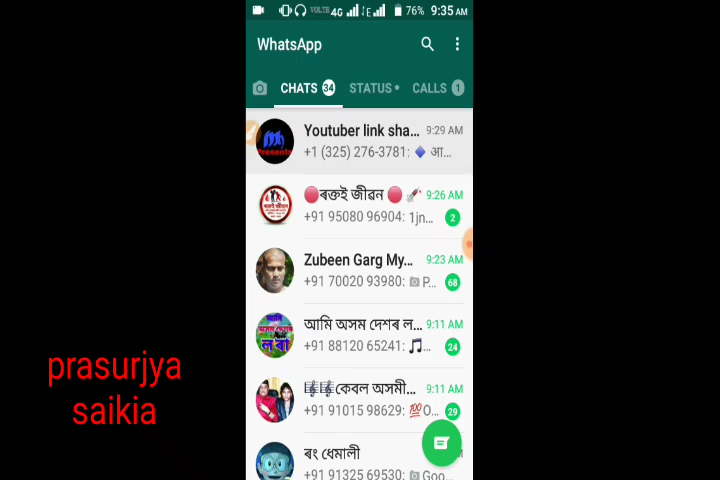 VOLTE 4G E 76% 9:35 AM
WhatsApp
CHATS 34 STATUS CALLS 1
Youtuber link sha... 9:29 AM
+1 (325) 276-3781: 🔹 आ...
🔴ৰক্তই জীৱন 🔴 💉 9:26 AM
+91 95080 96904: 1jn... 2
Zubeen Garg My... 9:23 AM
+91 70020 93980: 📷 P... 68
আমি অসম দেশৰ ল... 9:11 AM
+91 88120 65241: 🎵... 24
🎼🎼কেবল অসমী... 9:11 AM
+91 91015 98629: 💯O... 29
ৰং ধেমালী
+91 91325 69530: 📷 Goo...
prasurjya
saikia